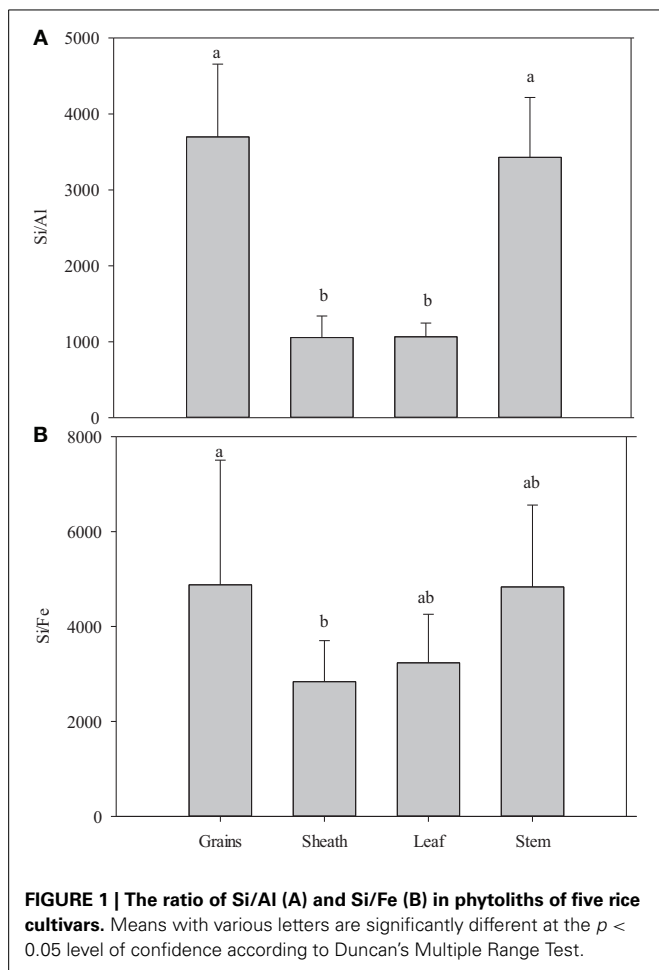 A
5000
4000
3000
2000
1000
0
Si/Al
a
b
b
a
B
8000
6000
4000
2000
0
Si/Fe
a
b
ab
ab
Grains Sheath Leaf Stem
FIGURE 1 | The ratio of Si/Al (A) and Si/Fe (B) in phytoliths of five rice
cultivars. Means with various letters are significantly different at the p <
0.05 level of confidence according to Duncan's Multiple Range Test.